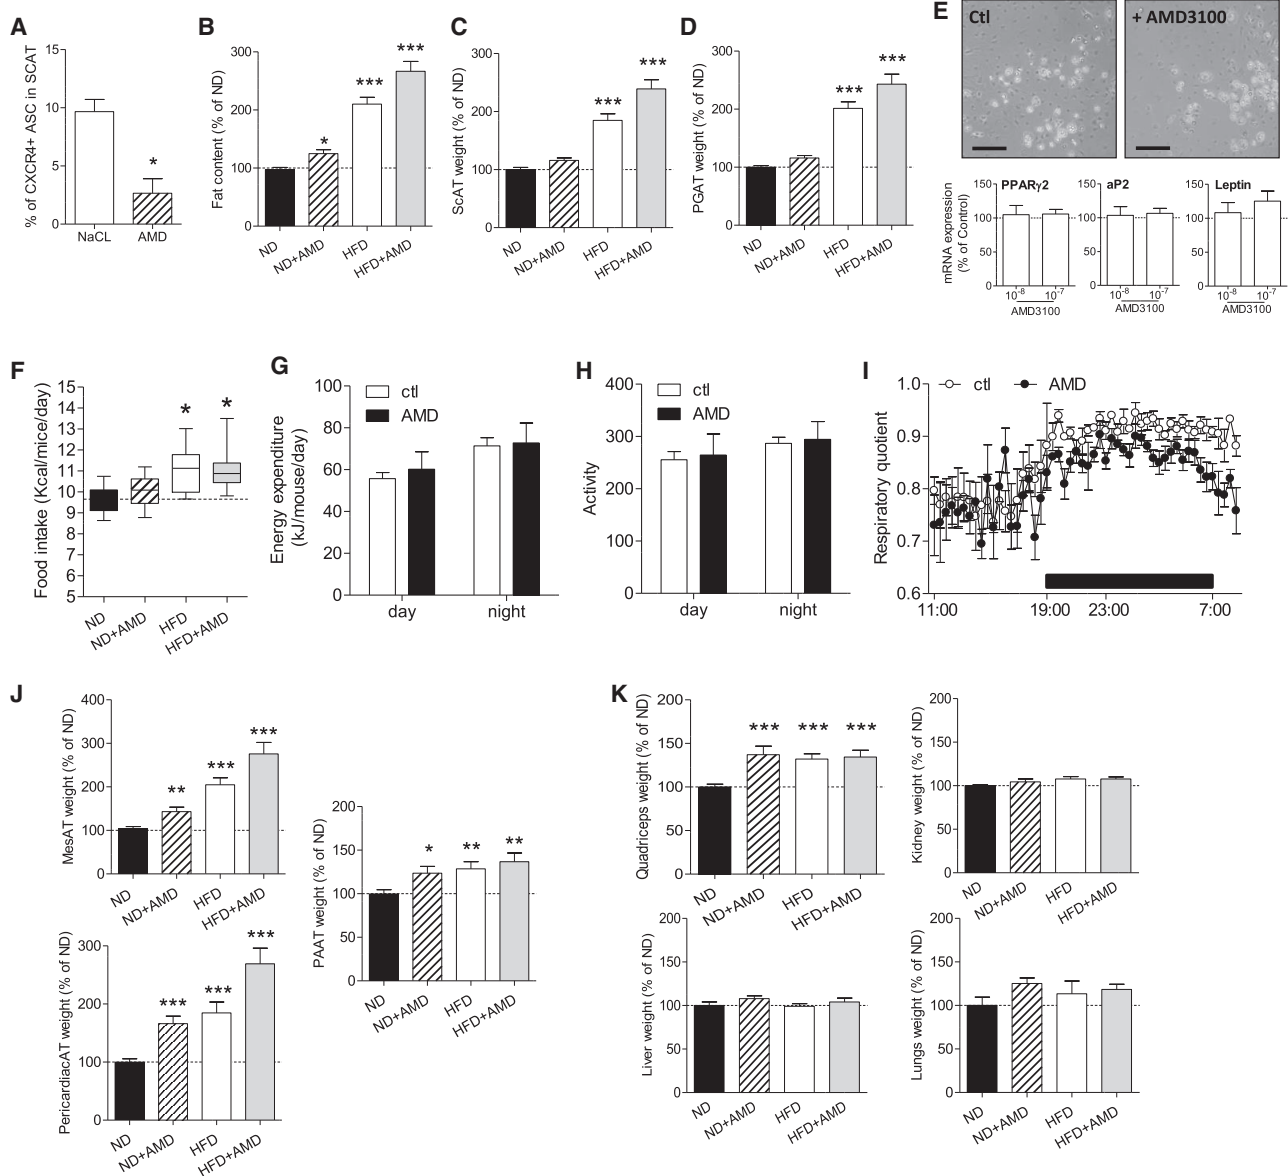 A
% of CXCR4+ ASC in SCAT
15
10
5
0
*
NaCL
AMD
B
Fat content (% of ND)
300
200
100
0
*
***
***
ND
ND+AMD
HFD
HFD+AMD
C
ScAT weight (% of ND)
300
200
100
0
***
***
ND
ND+AMD
HFD
HFD+AMD
D
PGAT weight (% of ND)
300
200
100
0
***
***
ND
ND+AMD
HFD
HFD+AMD
E
Ctl
+ AMD3100
mRNA expression
(% of Control)
150
100
50
0
PPARγ2
10⁻⁸
10⁻⁷
AMD3100
150
100
50
0
aP2
10⁻⁸
10⁻⁷
AMD3100
150
100
50
0
Leptin
10⁻⁸
10⁻⁷
AMD3100
F
Food intake (Kcal/mice/day)
15
14
13
12
11
10
9
8
7
6
5
*
*
ND
ND+AMD
HFD
HFD+AMD
G
Energy expenditure
(kJ/mouse/day)
100
80
60
40
20
0
ctl
AMD
day
night
H
Activity
400
300
200
100
0
ctl
AMD
day
night
I
Respiratory quotient
1.0
0.9
0.8
0.7
0.6
ctl
AMD
11:00
19:00
23:00
7:00
J
MesAT weight (% of ND)
400
300
200
100
0
**
***
***
ND
ND+AMD
HFD
HFD+AMD
PAAT weight (% of ND)
200
150
100
50
0
*
**
**
ND
ND+AMD
HFD
HFD+AMD
PericardiacAT weight (% of ND)
300
200
100
0
***
***
***
ND
ND+AMD
HFD
HFD+AMD
K
Quadriceps weight (% of ND)
200
150
100
50
0
***
***
***
ND
ND+AMD
HFD
HFD+AMD
Kidney weight (% of ND)
200
150
100
50
0
ND
ND+AMD
HFD
HFD+AMD
Liver weight (% of ND)
200
150
100
50
0
ND
ND+AMD
HFD
HFD+AMD
Lungs weight (% of ND)
200
150
100
50
0
ND
ND+AMD
HFD
HFD+AMD